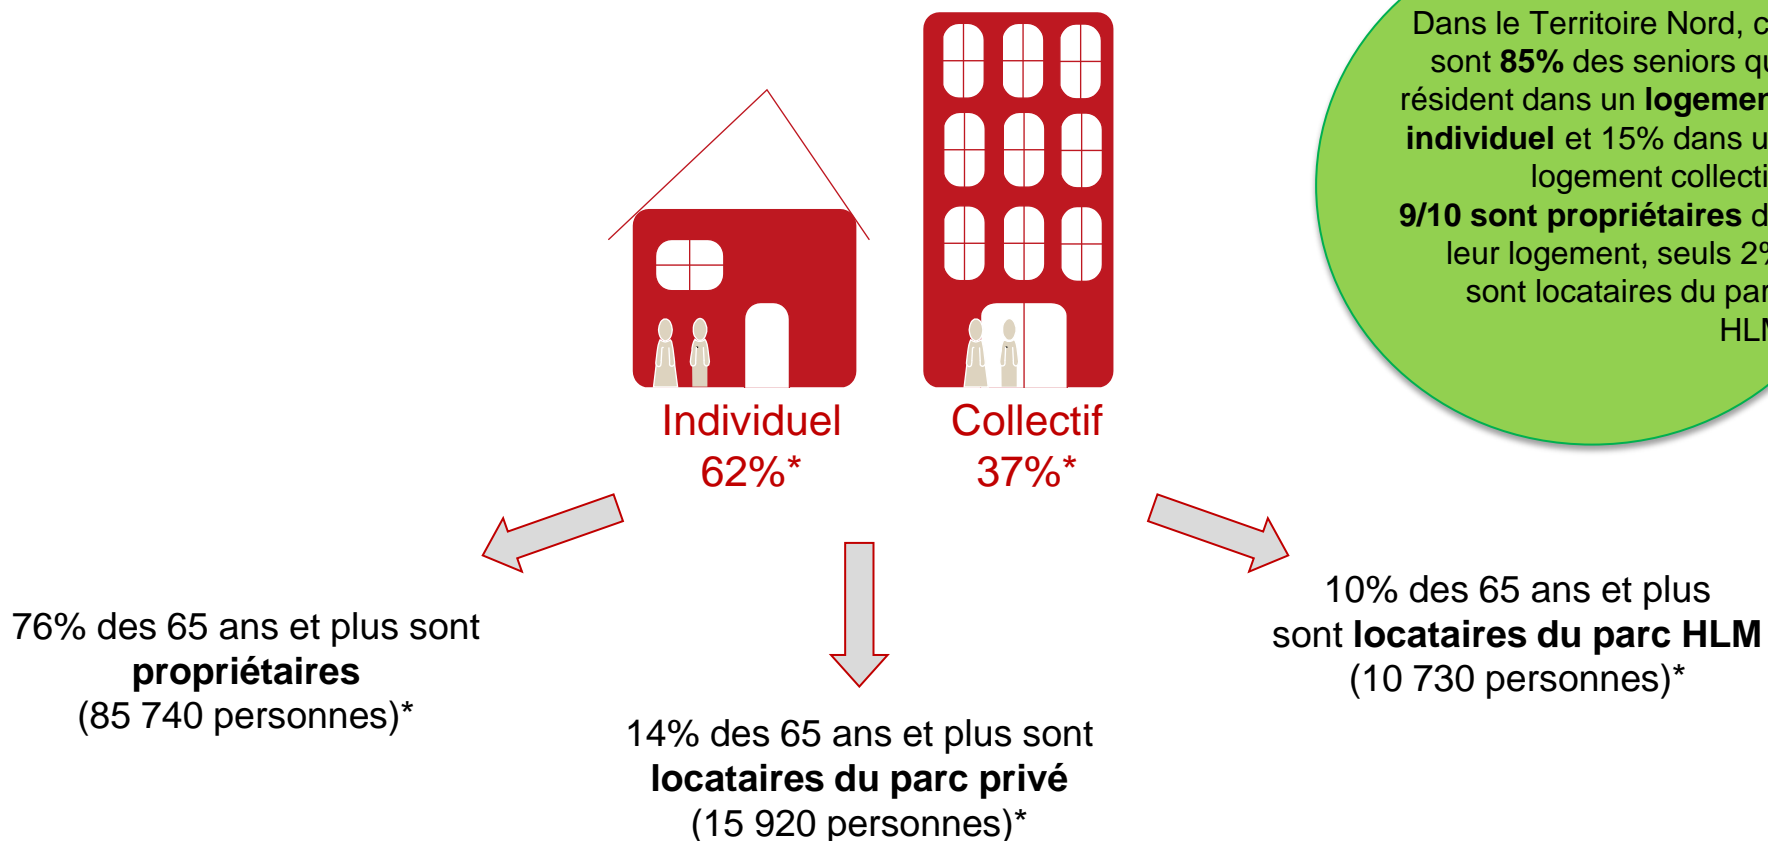 Dans le Territoire Nord, c
sont 85% des seniors qu
résident dans un logemen
individuel et 15% dans u
logement collecti
9/10 sont propriétaires d
leur logement, seuls 2%
sont locataires du par
HLM
Individuel
62%*
Collectif
37%*
76% des 65 ans et plus sont
propriétaires
(85 740 personnes)*
14% des 65 ans et plus sont
locataires du parc privé
(15 920 personnes)*
10% des 65 ans et plus
sont locataires du parc HLM
(10 730 personnes)*